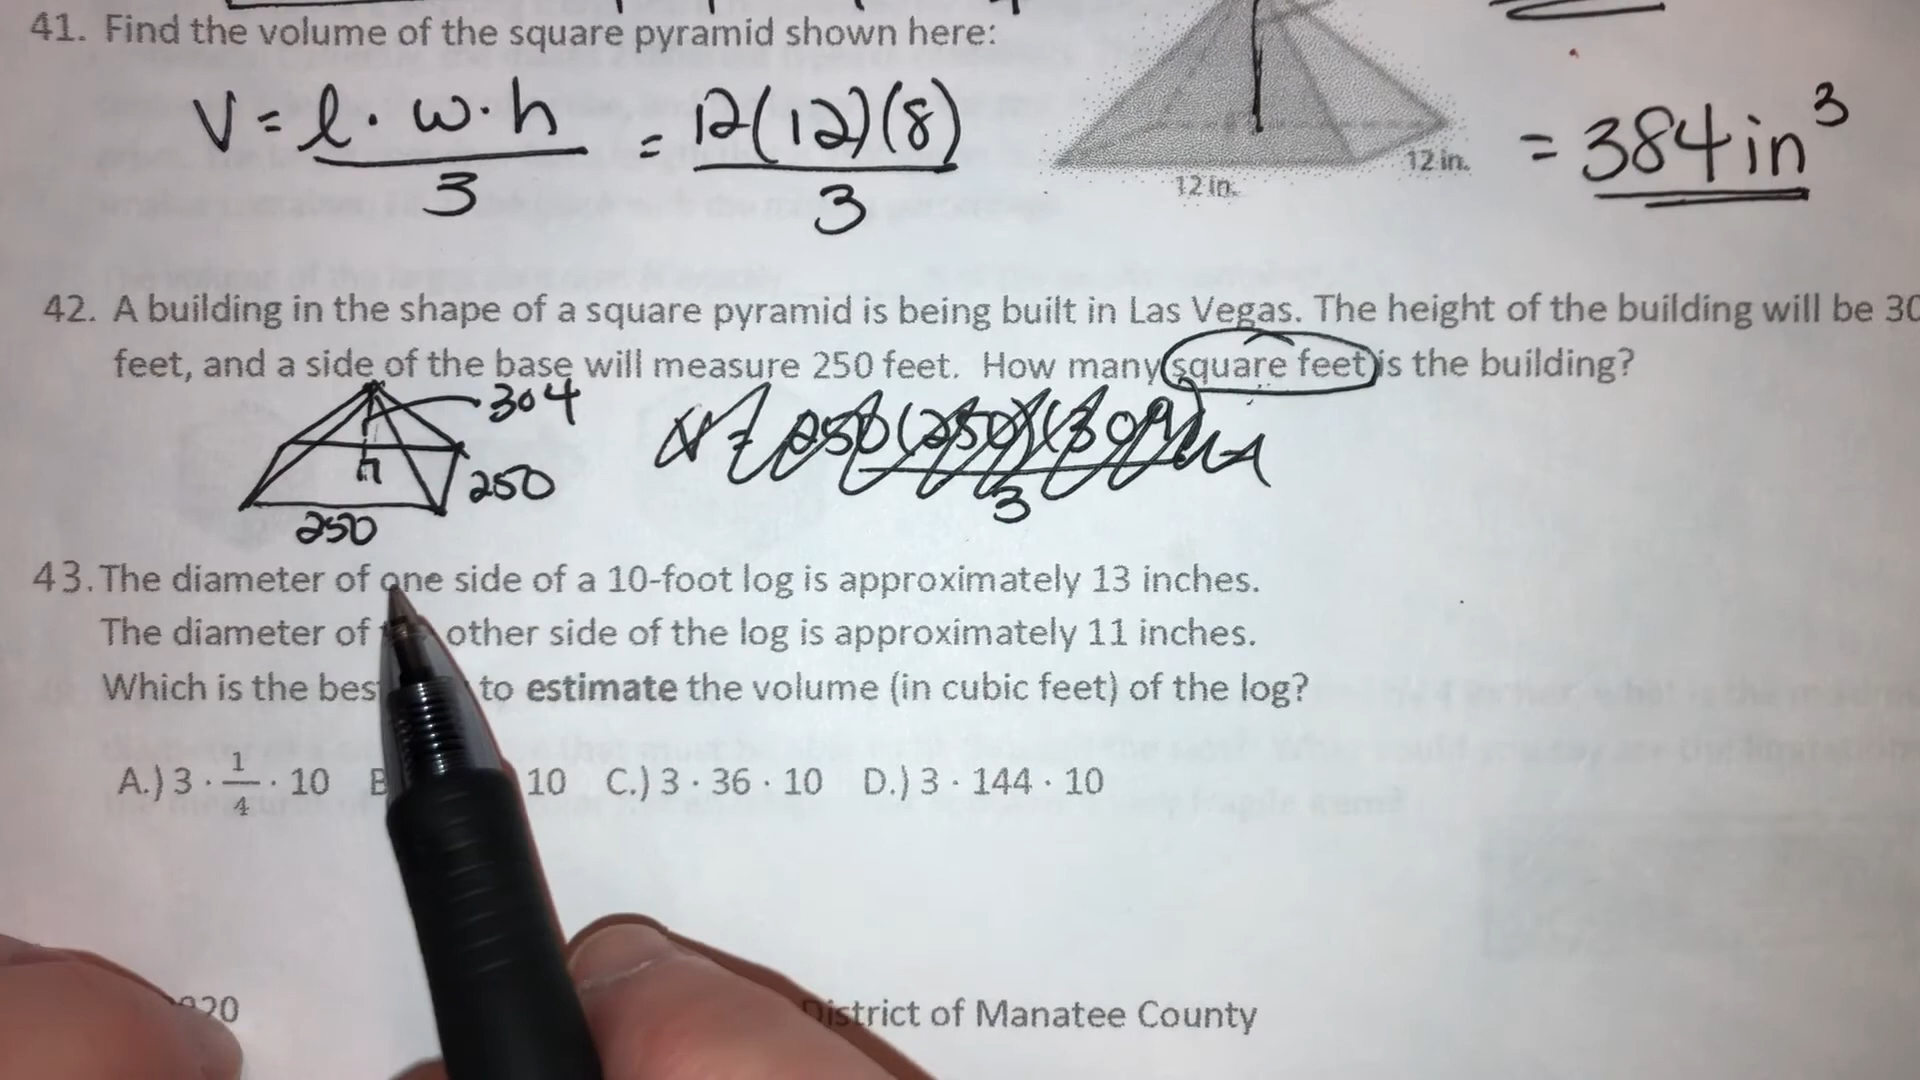 41. Find the volume of the square pyramid shown here:
V = l · w · h / 3 = 12(12)(8) / 3
12 in.
12 in.
= 384 in³
42. A building in the shape of a square pyramid is being built in Las Vegas. The height of the building will be 30
feet, and a side of the base will measure 250 feet. How many square feet is the building?
304
h
250
250
V = 250(250)(304) / 3
43. The diameter of one side of a 10-foot log is approximately 13 inches.
The diameter of other side of the log is approximately 11 inches.
Which is the bes to estimate the volume (in cubic feet) of the log?
A.) 3 · 1/4 · 10 B 10 C.) 3 · 36 · 10 D.) 3 · 144 · 10
020
District of Manatee County